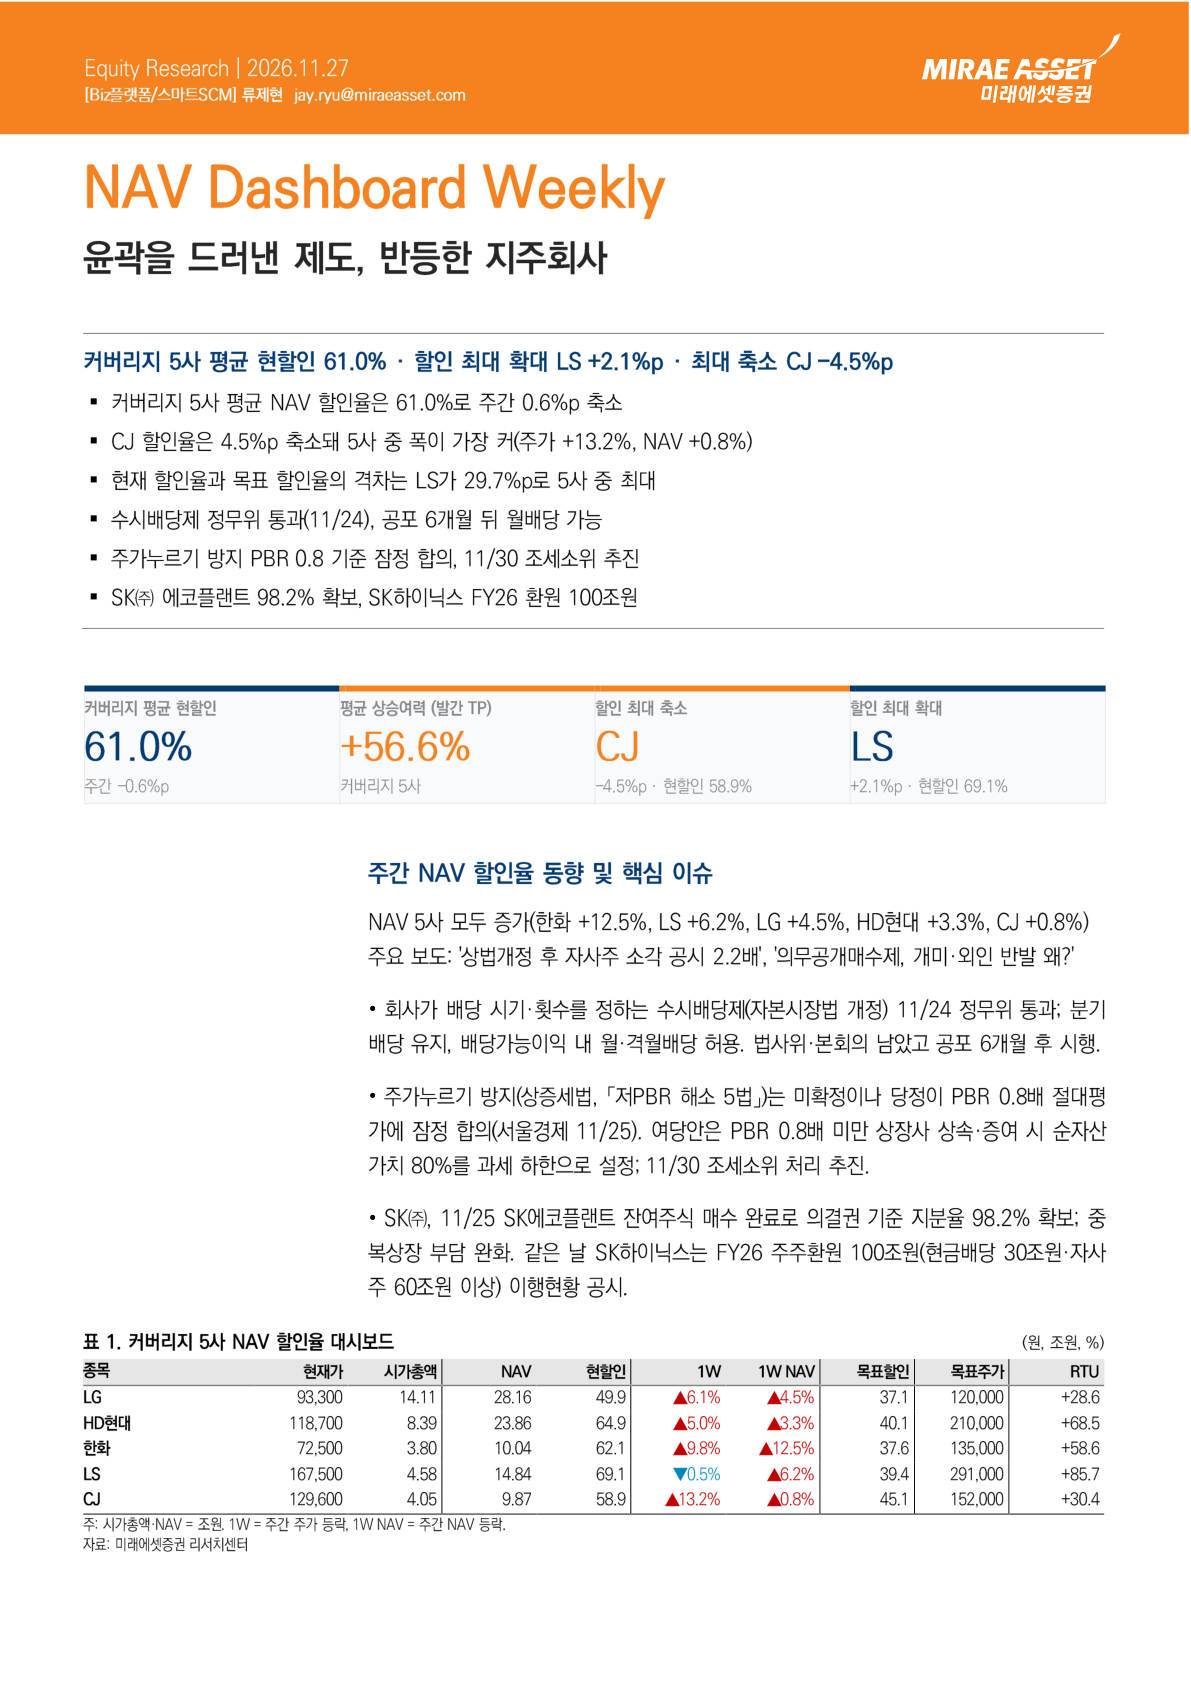 Equity Research | 2026.11.27
[Biz플랫폼/스마트SCM] 류제현 jay.ryu@miraeasset.com
MIRAE ASSET
미래에셋증권
NAV Dashboard Weekly
윤곽을 드러낸 제도, 반등한 지주회사
커버리지 5사 평균 현할인 61.0% · 할인 최대 확대 LS +2.1%p · 최대 축소 CJ -4.5%p
▪ 커버리지 5사 평균 NAV 할인율은 61.0%로 주간 0.6%p 축소
▪ CJ 할인율은 4.5%p 축소돼 5사 중 폭이 가장 커(주가 +13.2%, NAV +0.8%)
▪ 현재 할인율과 목표 할인율의 격차는 LS가 29.7%p로 5사 중 최대
▪ 수시배당제 정무위 통과(11/24), 공포 6개월 뒤 월배당 가능
▪ 주가누르기 방지 PBR 0.8 기준 잠정 합의, 11/30 조세소위 추진
▪ SK㈜ 에코플랜트 98.2% 확보, SK하이닉스 FY26 환원 100조원
커버리지 평균 현할인 평균 상승여력 (발간 TP) 할인 최대 축소 할인 최대 확대
61.0% +56.6% CJ LS
주간 -0.6%p 커버리지 5사 -4.5%p · 현할인 58.9% +2.1%p · 현할인 69.1%
주간 NAV 할인율 동향 및 핵심 이슈
NAV 5사 모두 증가(한화 +12.5%, LS +6.2%, LG +4.5%, HD현대 +3.3%, CJ +0.8%)
주요 보도: '상법개정 후 자사주 소각 공시 2.2배', '의무공개매수제, 개미·외인 반발 왜?'
• 회사가 배당 시기·횟수를 정하는 수시배당제(자본시장법 개정) 11/24 정무위 통과; 분기
배당 유지, 배당가능이익 내 월·격월배당 허용. 법사위·본회의 남았고 공포 6개월 후 시행.
• 주가누르기 방지(상증세법, 「저PBR 해소 5법」)는 미확정이나 당정이 PBR 0.8배 절대평
가에 잠정 합의(서울경제 11/25). 여당안은 PBR 0.8배 미만 상장사 상속·증여 시 순자산
가치 80%를 과세 하한으로 설정; 11/30 조세소위 처리 추진.
• SK㈜, 11/25 SK에코플랜트 잔여주식 매수 완료로 의결권 기준 지분율 98.2% 확보; 중
복상장 부담 완화. 같은 날 SK하이닉스는 FY26 주주환원 100조원(현금배당 30조원·자사
주 60조원 이상) 이행현황 공시.
표 1. 커버리지 5사 NAV 할인율 대시보드 (원, 조원, %)
종목 현재가 시가총액 NAV 현할인 1W 1W NAV 목표할인 목표주가 RTU
LG 93,300 14.11 28.16 49.9 ▲6.1% ▲4.5% 37.1 120,000 +28.6
HD현대 118,700 8.39 23.86 64.9 ▲5.0% ▲3.3% 40.1 210,000 +68.5
한화 72,500 3.80 10.04 62.1 ▲9.8% ▲12.5% 37.6 135,000 +58.6
LS 167,500 4.58 14.84 69.1 ▼0.5% ▲6.2% 39.4 291,000 +85.7
CJ 129,600 4.05 9.87 58.9 ▲13.2% ▲0.8% 45.1 152,000 +30.4
주: 시가총액·NAV = 조원. 1W = 주간 주가 등락, 1W NAV = 주간 NAV 등락.
자료: 미래에셋증권 리서치센터